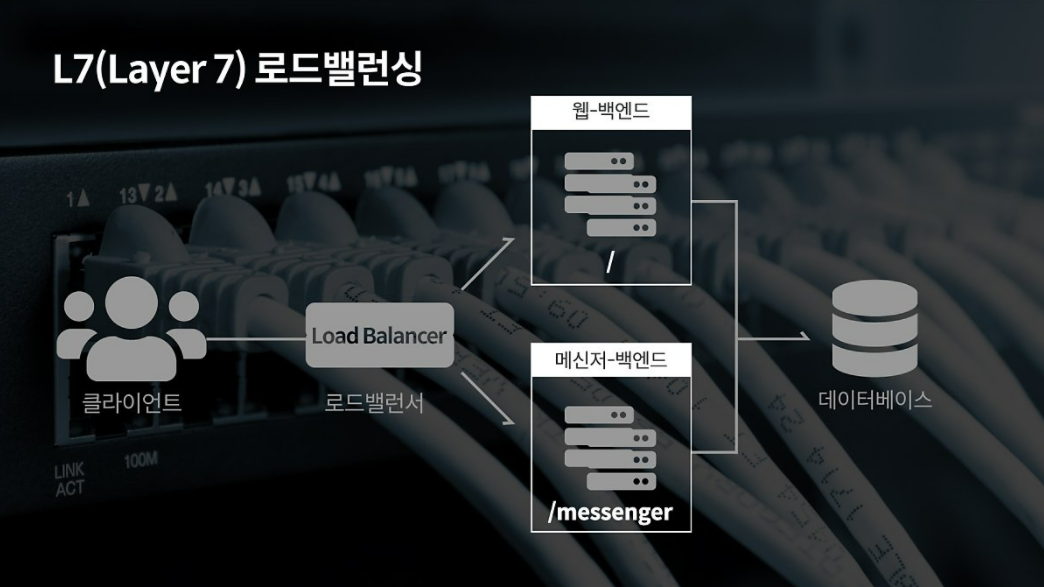 L7(Layer 7) 로드밸런싱
웹-백엔드
/
클라이언트
Load Balancer
로드밸런서
메신저-백엔드
/messenger
데이터베이스
1▲ 13▼2▲ 14▼3▲
LINK
ACT
100M